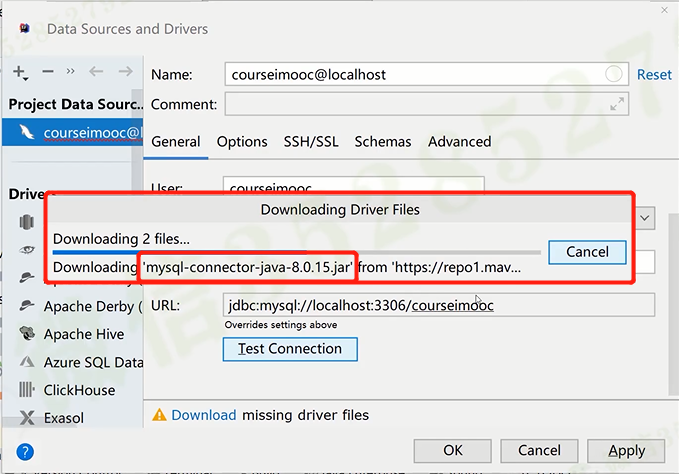 Data Sources and Drivers
Name:
courseimooc@localhost
Reset
Comment:
Project Data Sourc...
courseimooc@l
General
Options
SSH/SSL
Schemas
Advanced
User:
courseimooc
Drivers
Downloading Driver Files
Downloading 2 files...
Cancel
Downloading 'mysql-connector-java-8.0.15.jar' from 'https://repo1.mav...
Apache Derby (
URL:
jdbc:mysql://localhost:3306/courseimooc
Overrides settings above
Apache Hive
Test Connection
Azure SQL Data
ClickHouse
Exasol
Download missing driver files
?
OK
Cancel
Apply